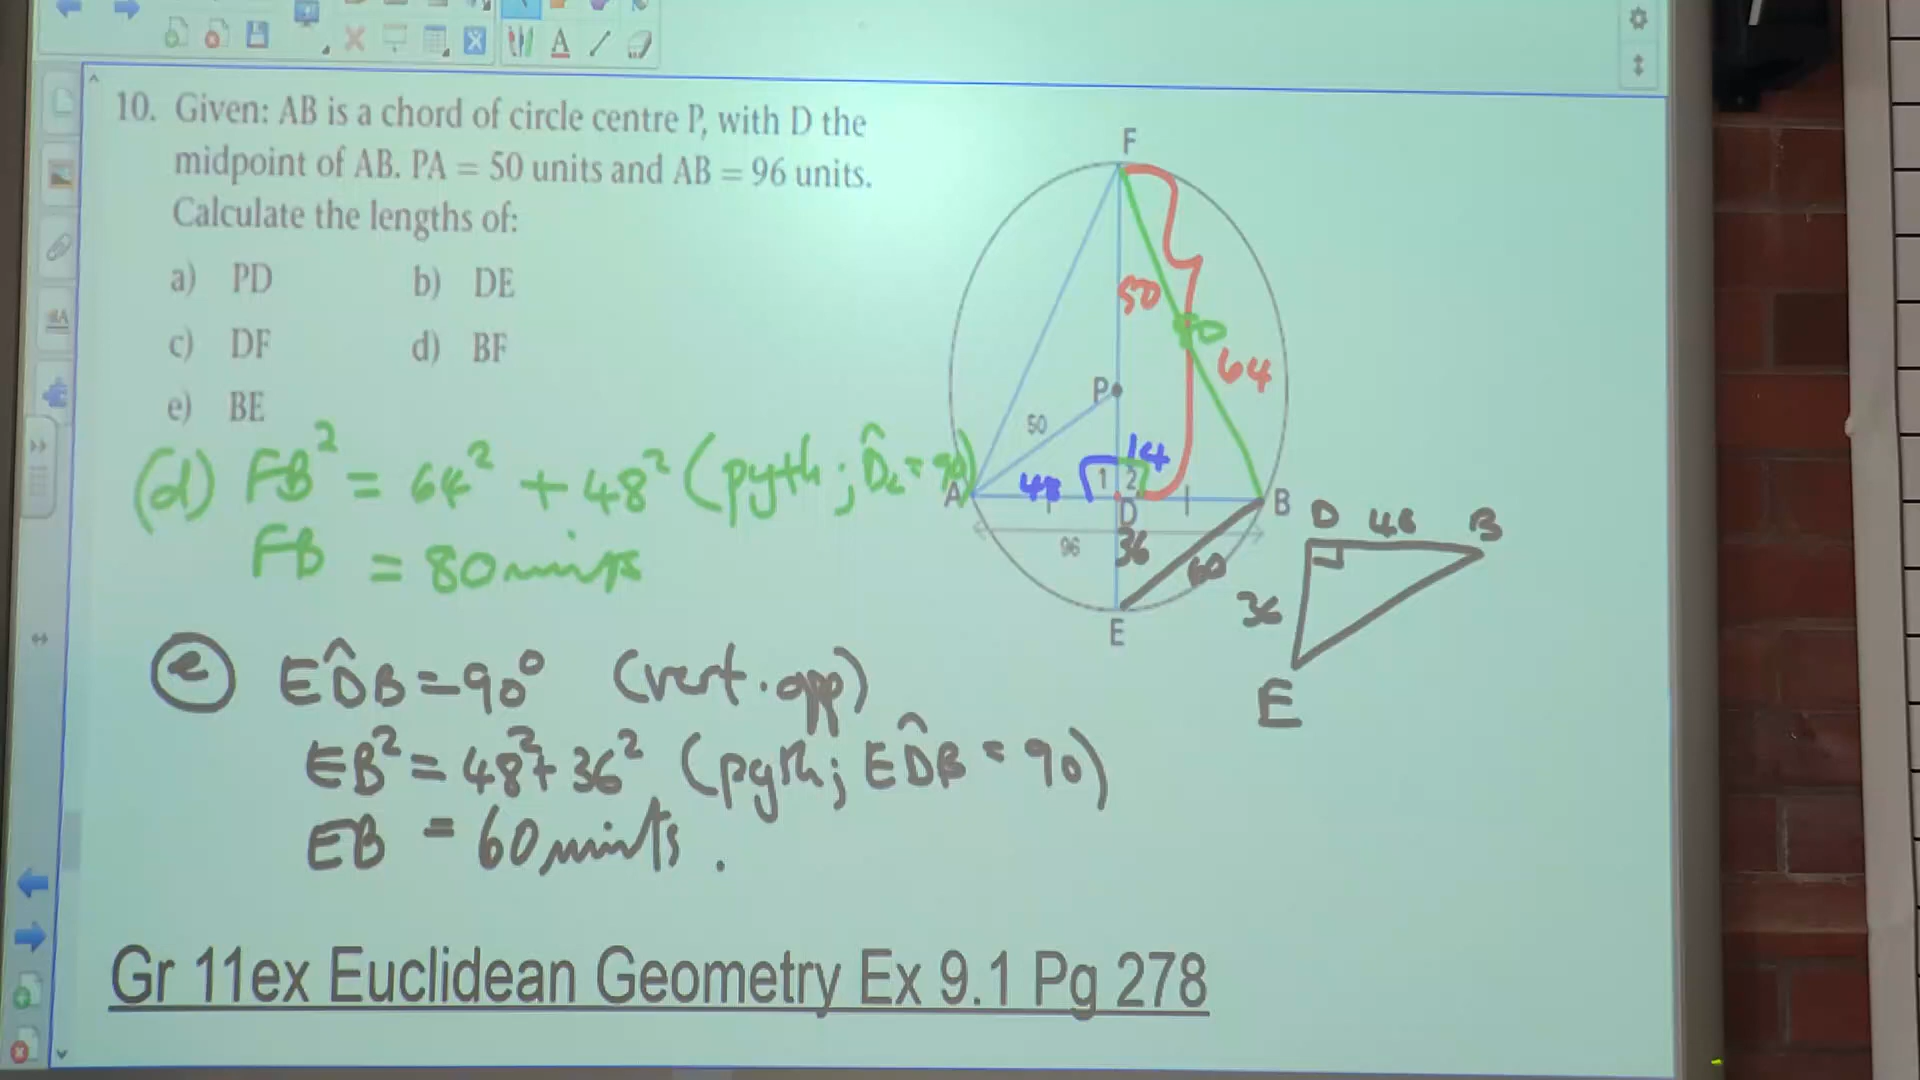 10. Given: AB is a chord of circle centre P, with D the
midpoint of AB. PA = 50 units and AB = 96 units.
Calculate the lengths of:
a) PD b) DE
c) DF d) BF
e) BE
(d) FB² = 64² + 48² (pyth; D̂₂ = 90)
FB = 80 units
(e) ED̂B = 90° (vert. opp)
EB² = 48² + 36² (pyth; ED̂B = 90)
EB = 60 units.
F
50
80
64
P
50
14
48
1 2
A
D
B
96
36
60
E
D 48 B
36
E
Gr 11ex Euclidean Geometry Ex 9.1 Pg 278